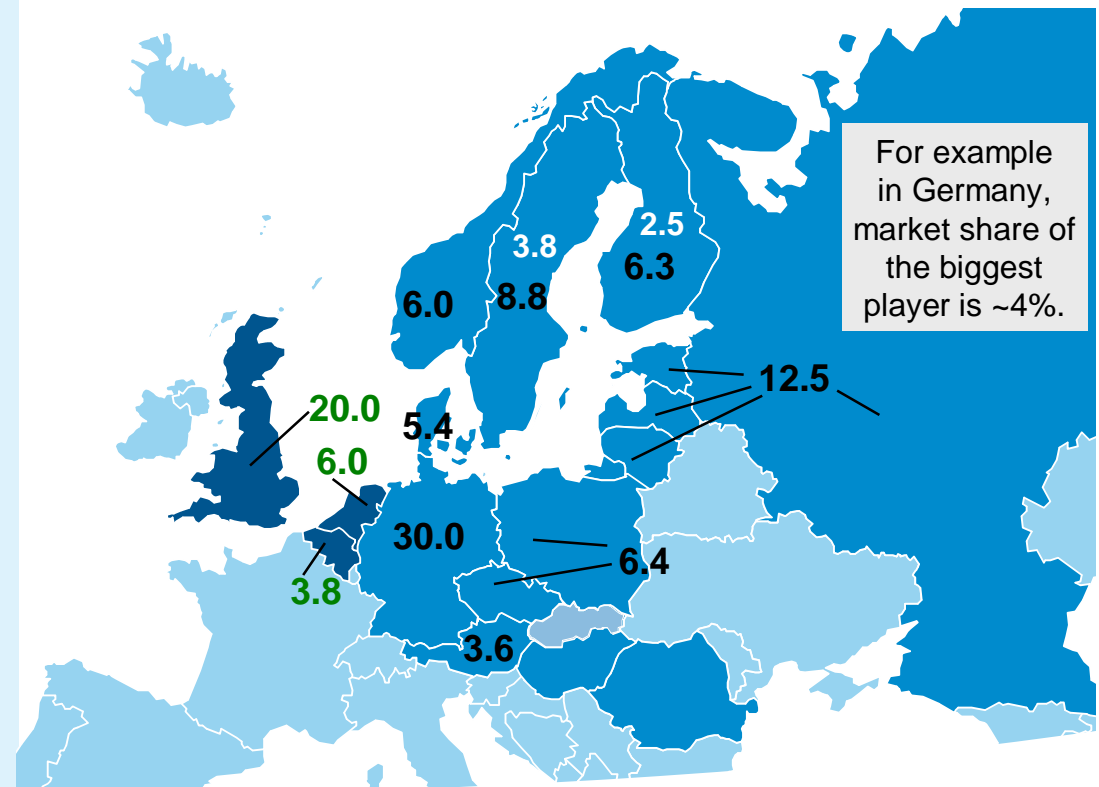 For example
in Germany,
market share of
the biggest
player is ~4%.
2.5
3.8
6.3
8.8
6.0
12.5
20.0
5.4
6.0
30.0
6.4
3.8
3.6